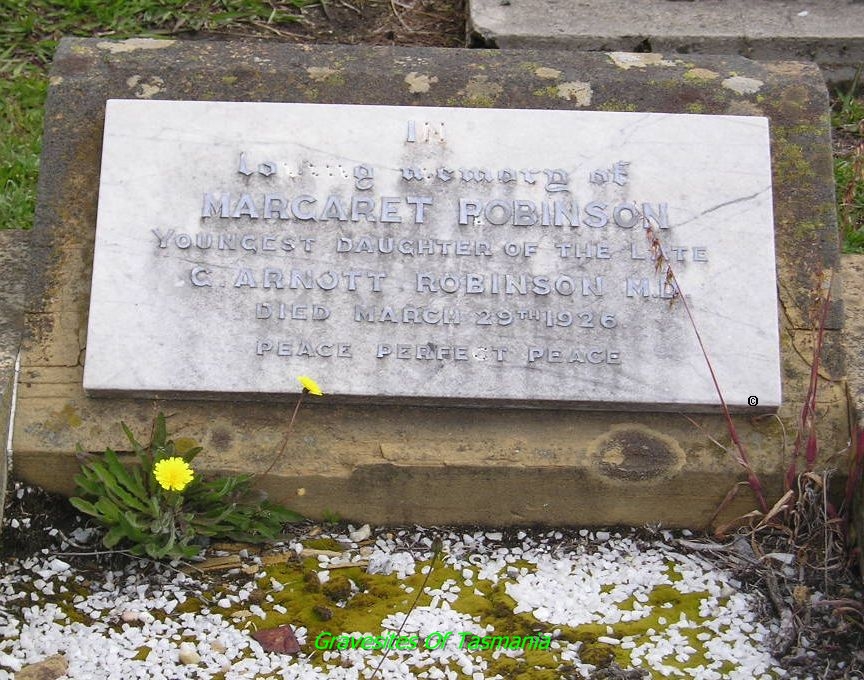 IN
Loving memory of
MARGARET ROBINSON
YOUNGEST DAUGHTER OF THE LATE
G. ARNOTT ROBINSON M.D.
DIED MARCH 29TH 1926.
PEACE PERFECT PEACE
©
Gravesites Of Tasmania